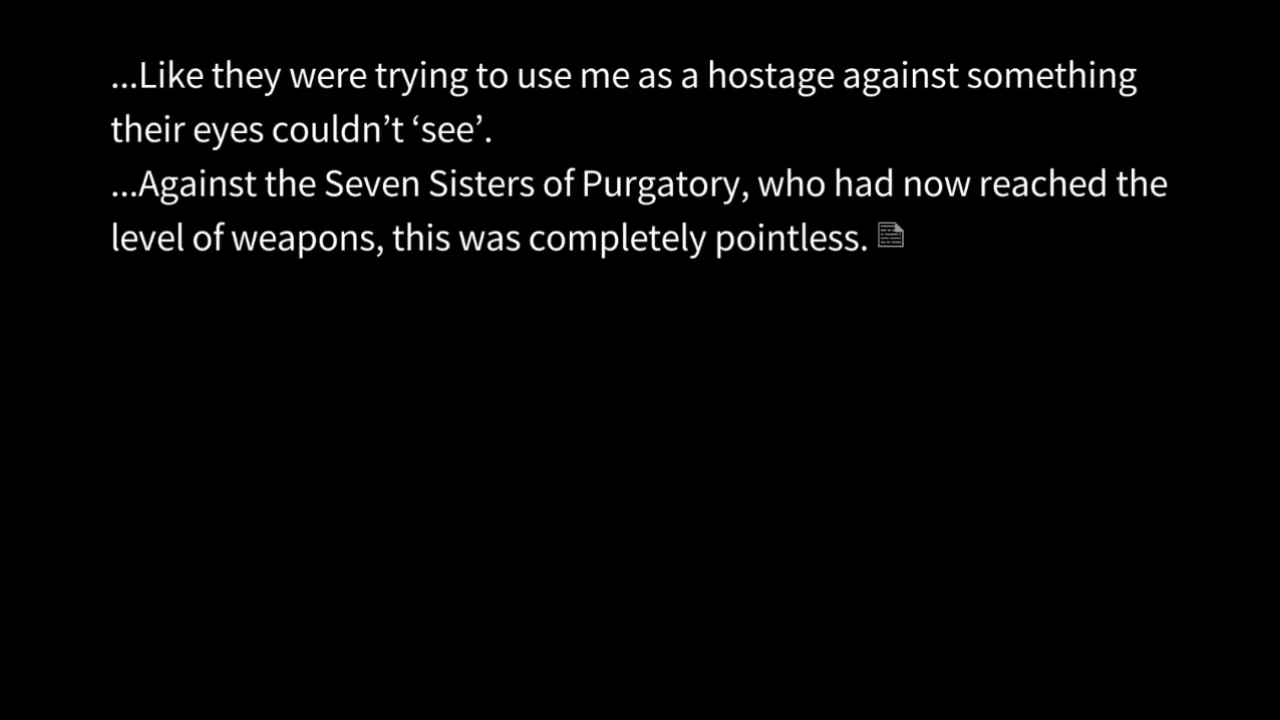 ...Like they were trying to use me as a hostage against something
their eyes couldn’t ‘see’.
...Against the Seven Sisters of Purgatory, who had now reached the
level of weapons, this was completely pointless.